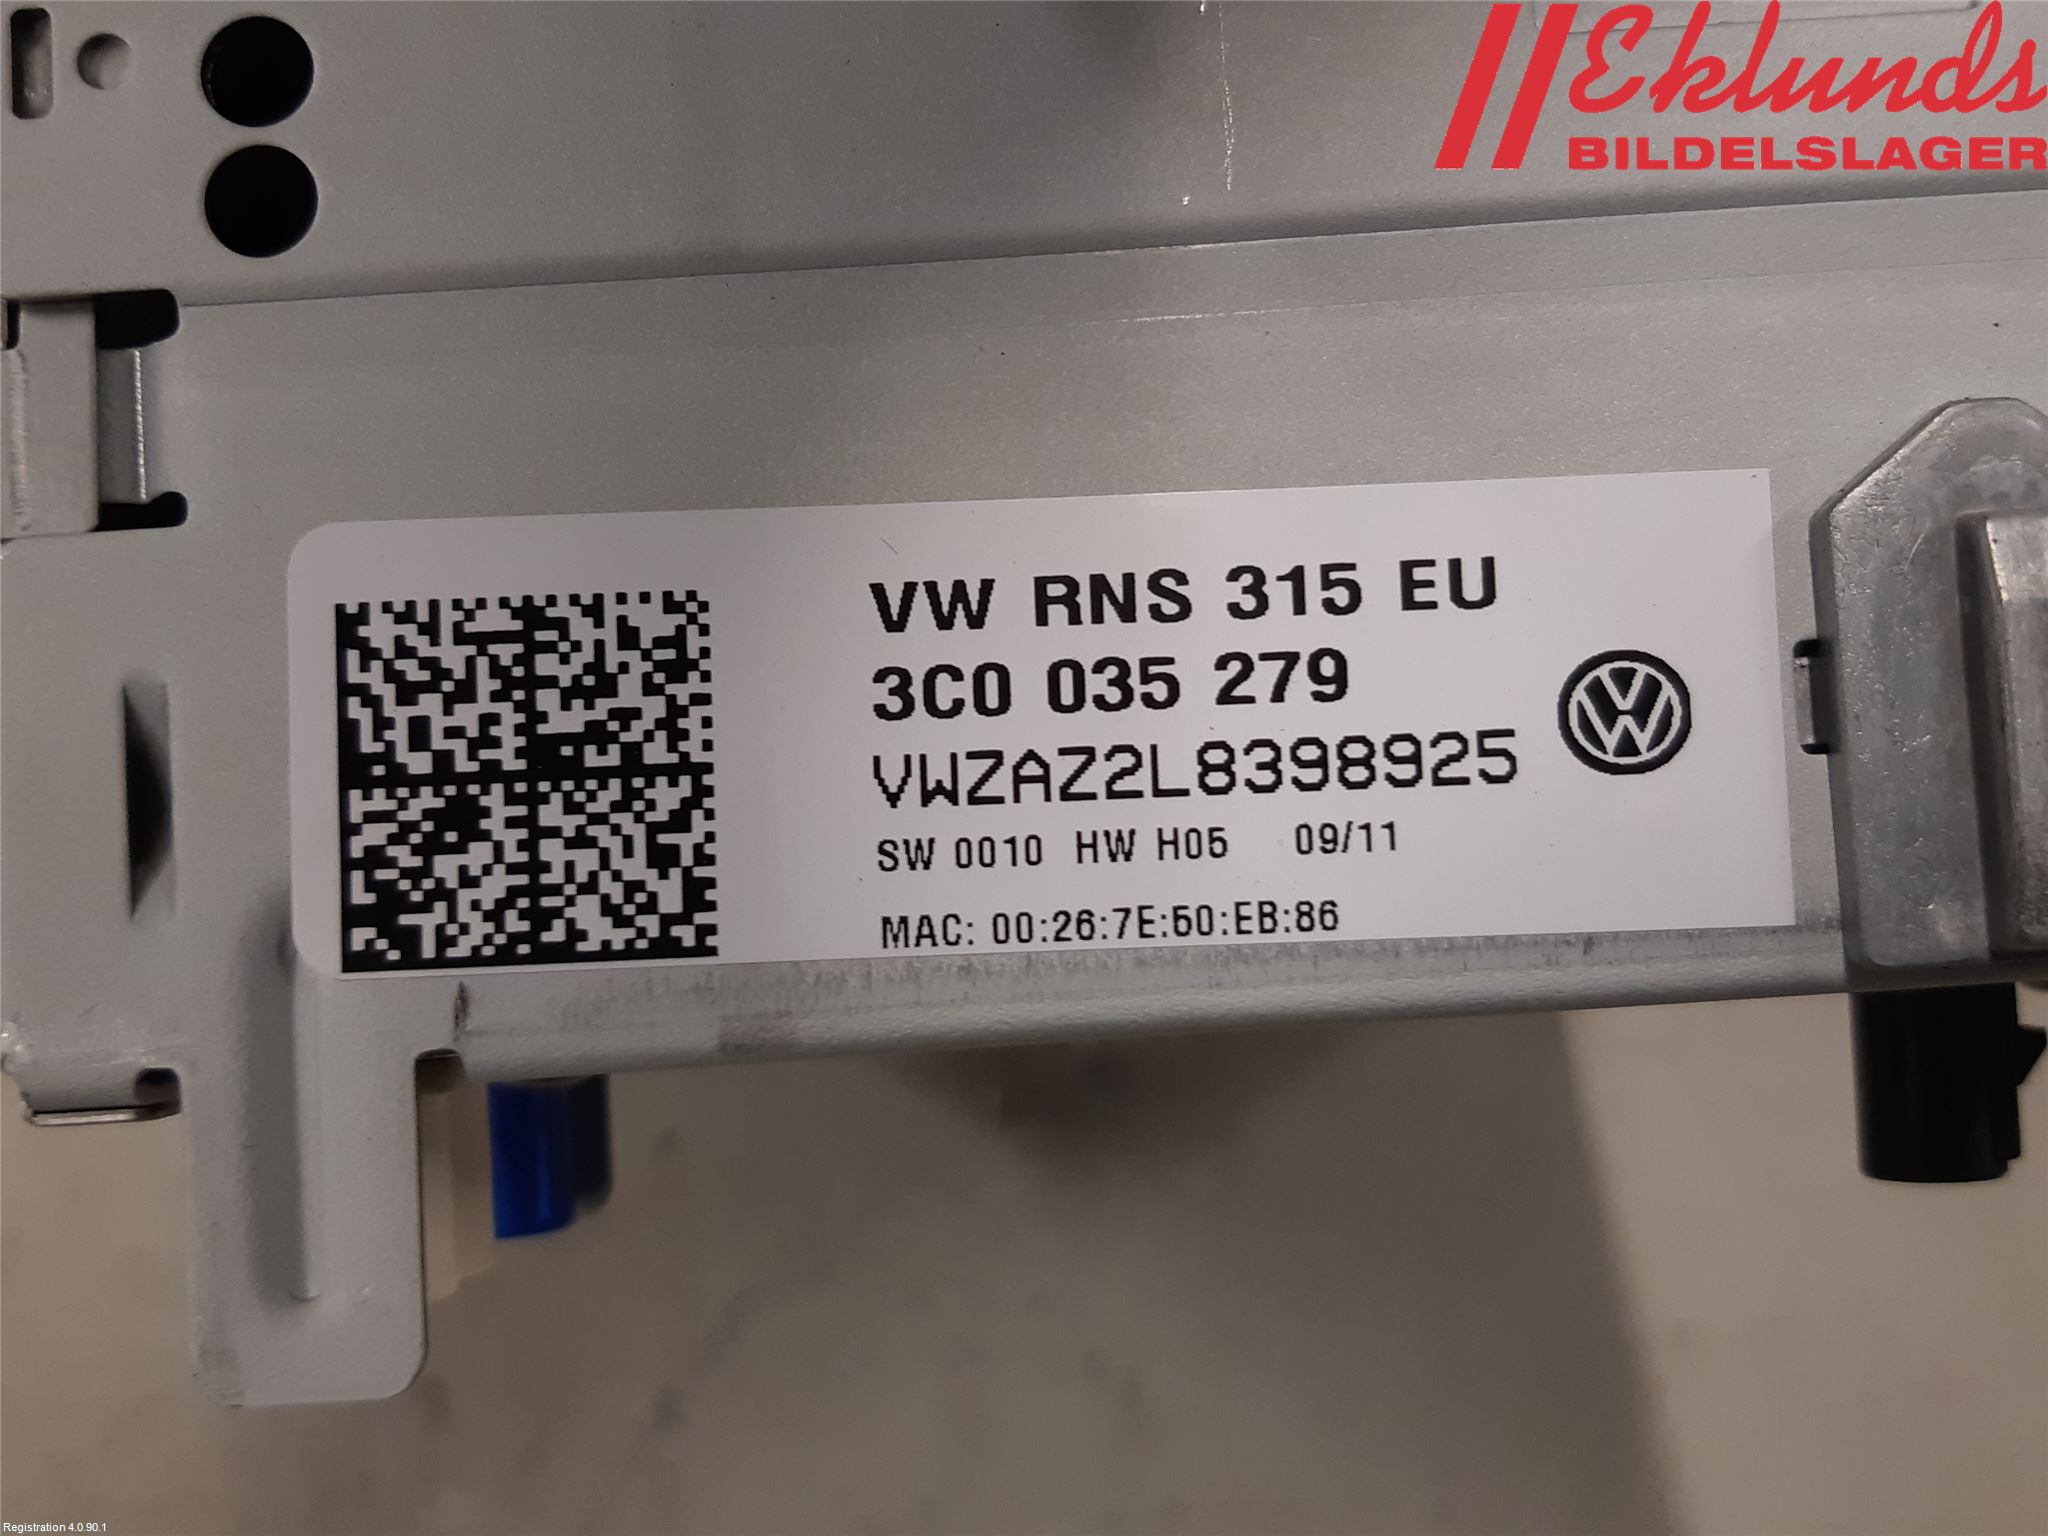 Eklunds
BILDELSLAGER
VW RNS 315 EU
3C0 035 279
VWZAZ2L8398925
SW 0010 HW H05 09/11
MAC: 00:26:7E:50:EB:86
Registration 4.0.90.1